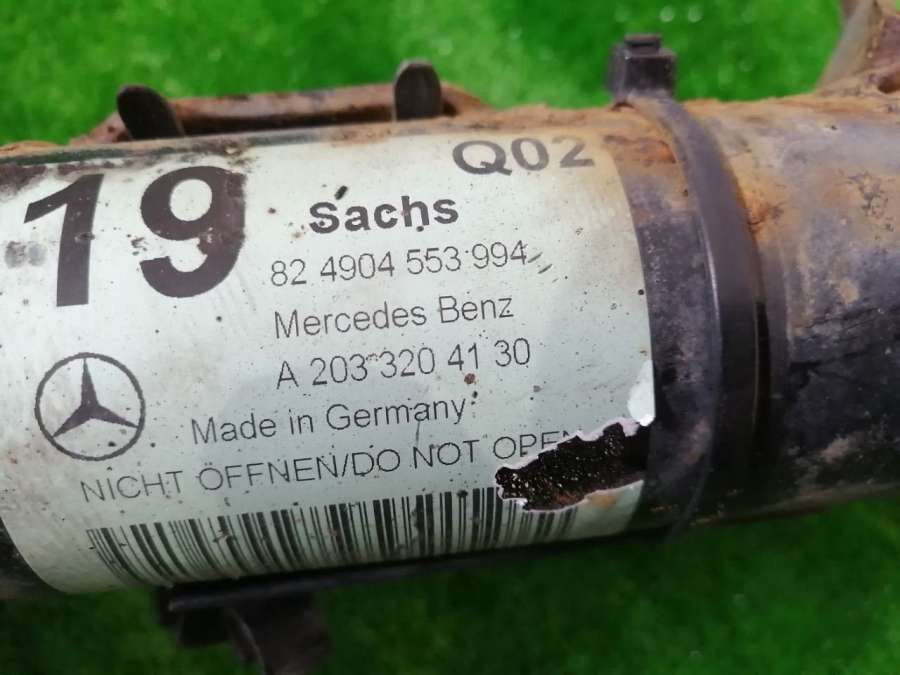 19
Q02
Sachs
82 4904 553 994
Mercedes Benz
A 203 320 41 30
Made in Germany
NICHT ÖFFNEN/DO NOT OPEN